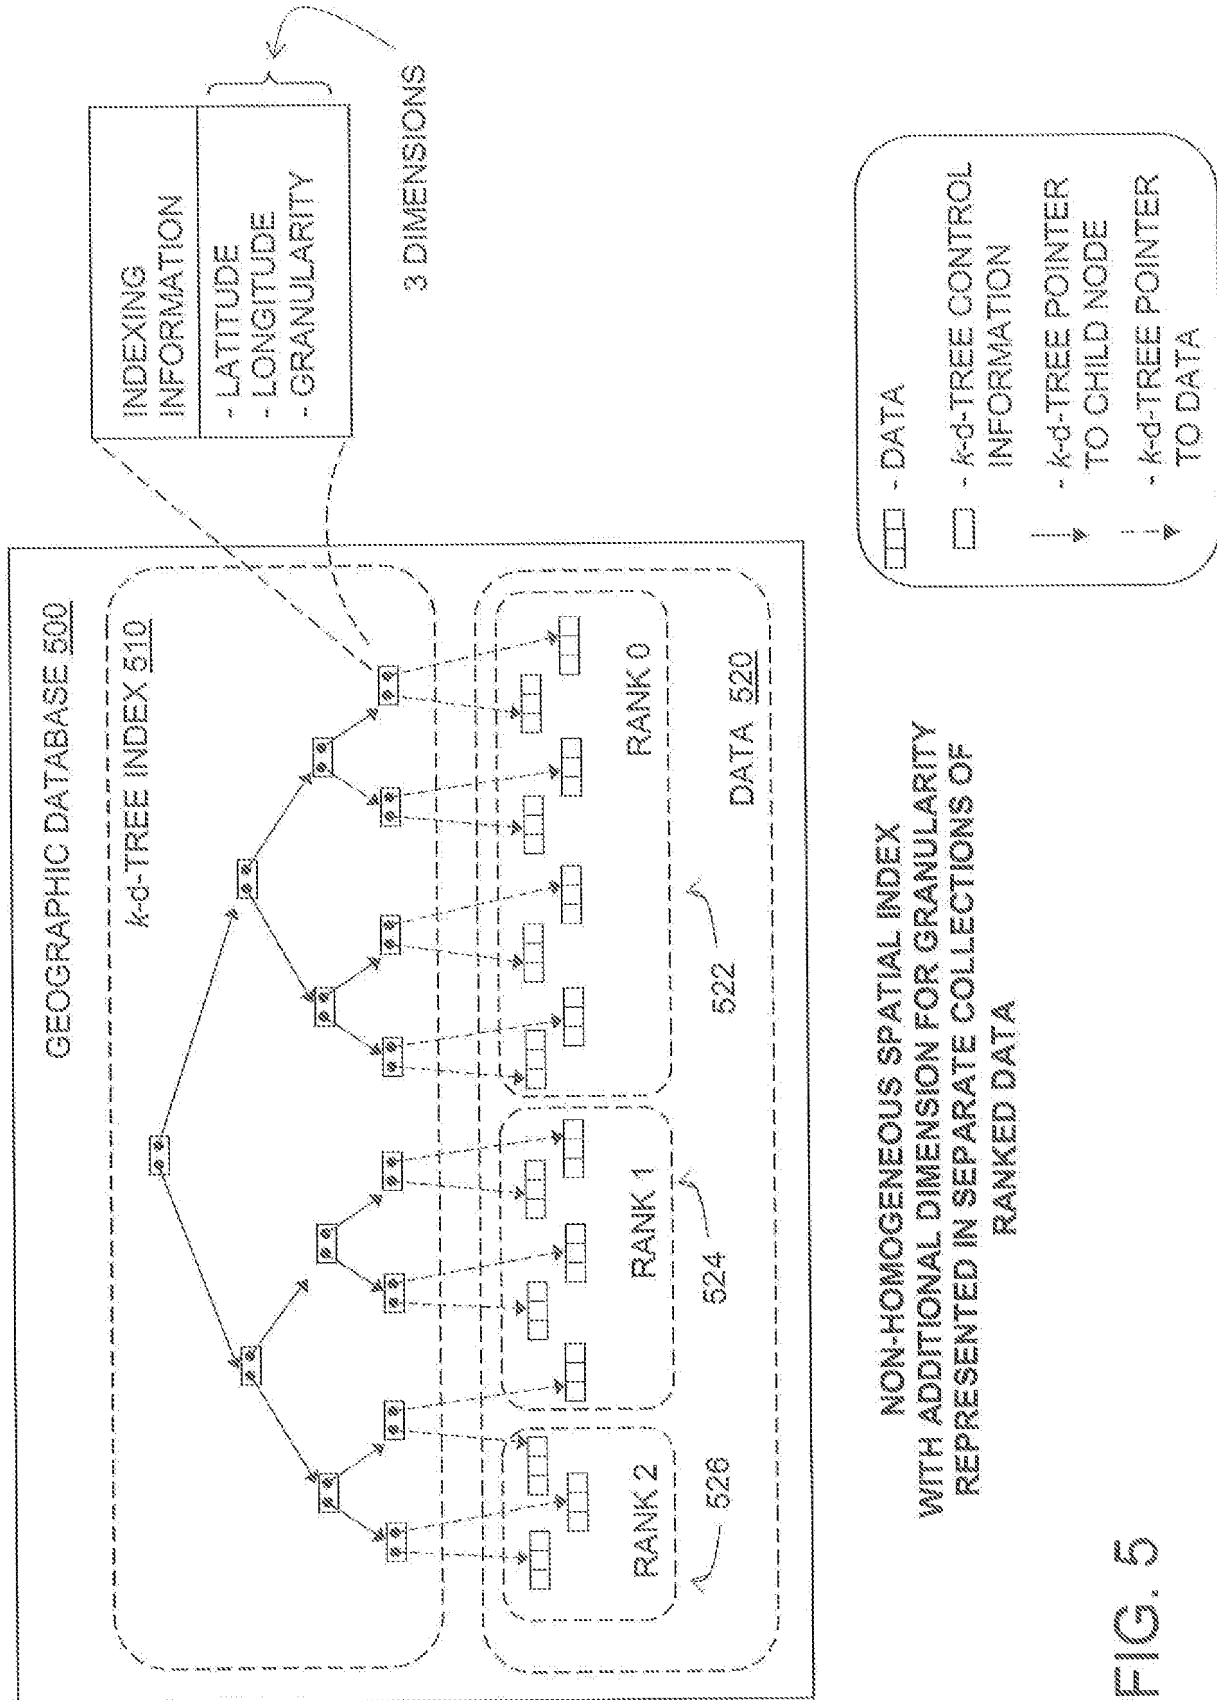 GEOGRAPHIC DATABASE 500
k-d-TREE INDEX 510
INDEXING
INFORMATION
- LATITUDE
- LONGITUDE
- GRANULARITY
3 DIMENSIONS
RANK 2
RANK 1
RANK 0
DATA 520
526
524
522
NON-HOMOGENEOUS SPATIAL INDEX
WITH ADDITIONAL DIMENSION FOR GRANULARITY
REPRESENTED IN SEPARATE COLLECTIONS OF
RANKED DATA
- DATA
- k-d-TREE CONTROL
INFORMATION
- k-d-TREE POINTER
TO CHILD NODE
- k-d-TREE POINTER
TO DATA
FIG. 5